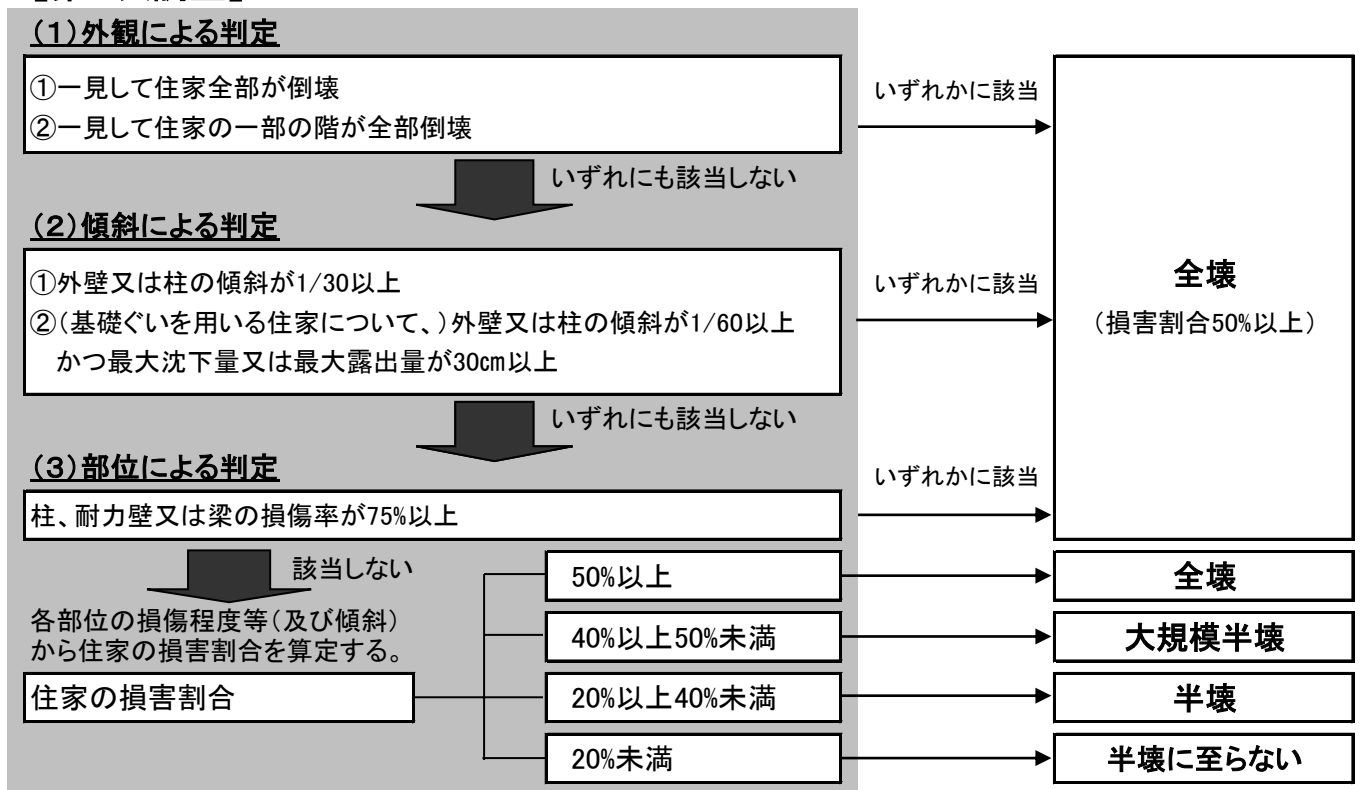 (1)外観による判定
①一見して住家全部が倒壊
②一見して住家の一部の階が全部倒壊
いずれかに該当
いずれにも該当しない
(2)傾斜による判定
①外壁又は柱の傾斜が1/30以上
②(基礎ぐいを用いる住家について、)外壁又は柱の傾斜が1/60以上
かつ最大沈下量又は最大露出量が30㎝以上
いずれかに該当
全壊
(損害割合50%以上)
いずれにも該当しない
(3)部位による判定
いずれかに該当
柱、耐力壁又は梁の損傷率が75%以上
該当しない
各部位の損傷程度等(及び傾斜)
から住家の損害割合を算定する。
住家の損害割合
50%以上
全壊
40%以上50%未満
大規模半壊
20%以上40%未満
半壊
20%未満
半壊に至らない